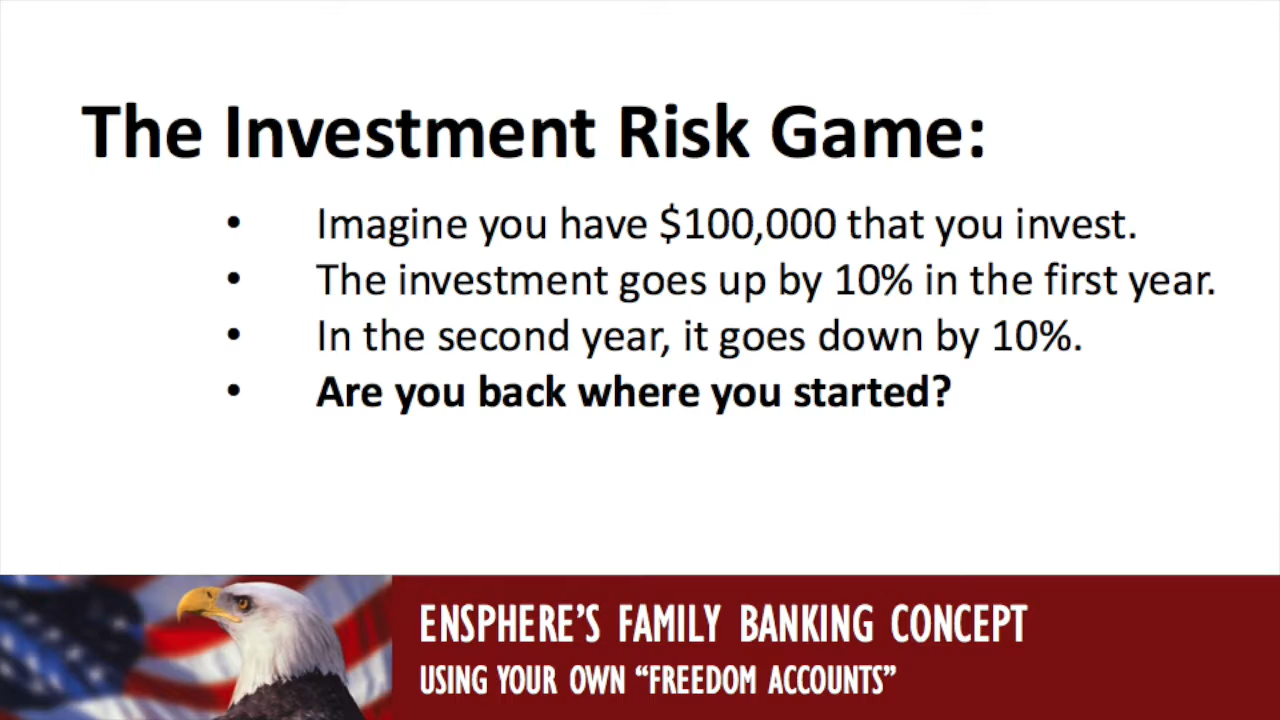 The Investment Risk Game:
• Imagine you have $100,000 that you invest.
• The investment goes up by 10% in the first year.
• In the second year, it goes down by 10%.
• Are you back where you started?
ENSPHERE’S FAMILY BANKING CONCEPT
USING YOUR OWN “FREEDOM ACCOUNTS”